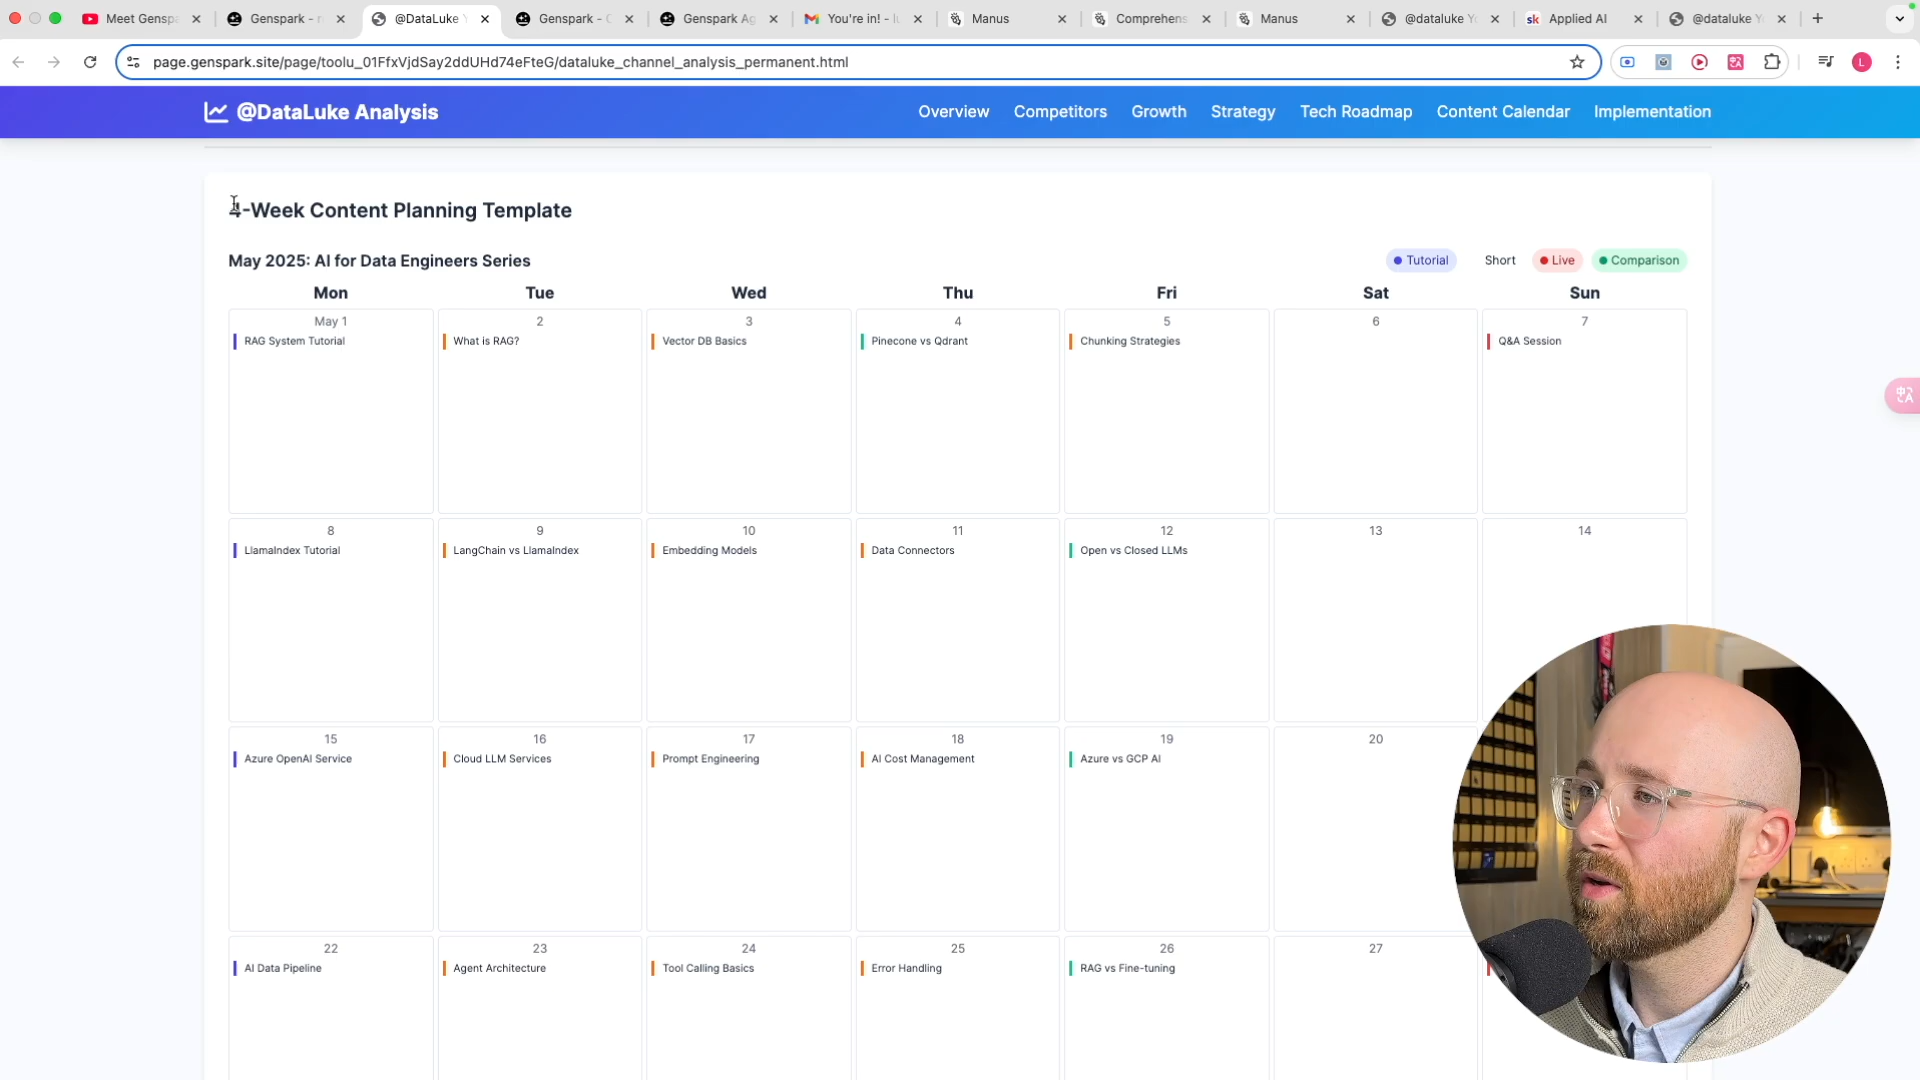 Meet Genspa
Genspark - r
@DataLuke Y
Genspark - C
Genspark Ag
You're in! - lu
Manus
Comprehens
Manus
@dataluke Yo
sk
Applied AI
@dataluke Y
page.genspark.site/page/toolu_01FfxVjdSay2ddUHd74eFteG/dataluke_channel_analysis_permanent.html
L
@DataLuke Analysis
Overview
Competitors
Growth
Strategy
Tech Roadmap
Content Calendar
Implementation
4-Week Content Planning Template
May 2025: AI for Data Engineers Series
Tutorial
Short
Live
Comparison
Mon Tue Wed Thu Fri Sat Sun
May 1 2 3 4 5 6 7
RAG System Tutorial
What is RAG?
Vector DB Basics
Pinecone vs Qdrant
Chunking Strategies
Q&A Session
8 9 10 11 12 13 14
LlamaIndex Tutorial
LangChain vs LlamaIndex
Embedding Models
Data Connectors
Open vs Closed LLMs
15 16 17 18 19 20
Azure OpenAI Service
Cloud LLM Services
Prompt Engineering
AI Cost Management
Azure vs GCP AI
22 23 24 25 26 27
AI Data Pipeline
Agent Architecture
Tool Calling Basics
Error Handling
RAG vs Fine-tuning